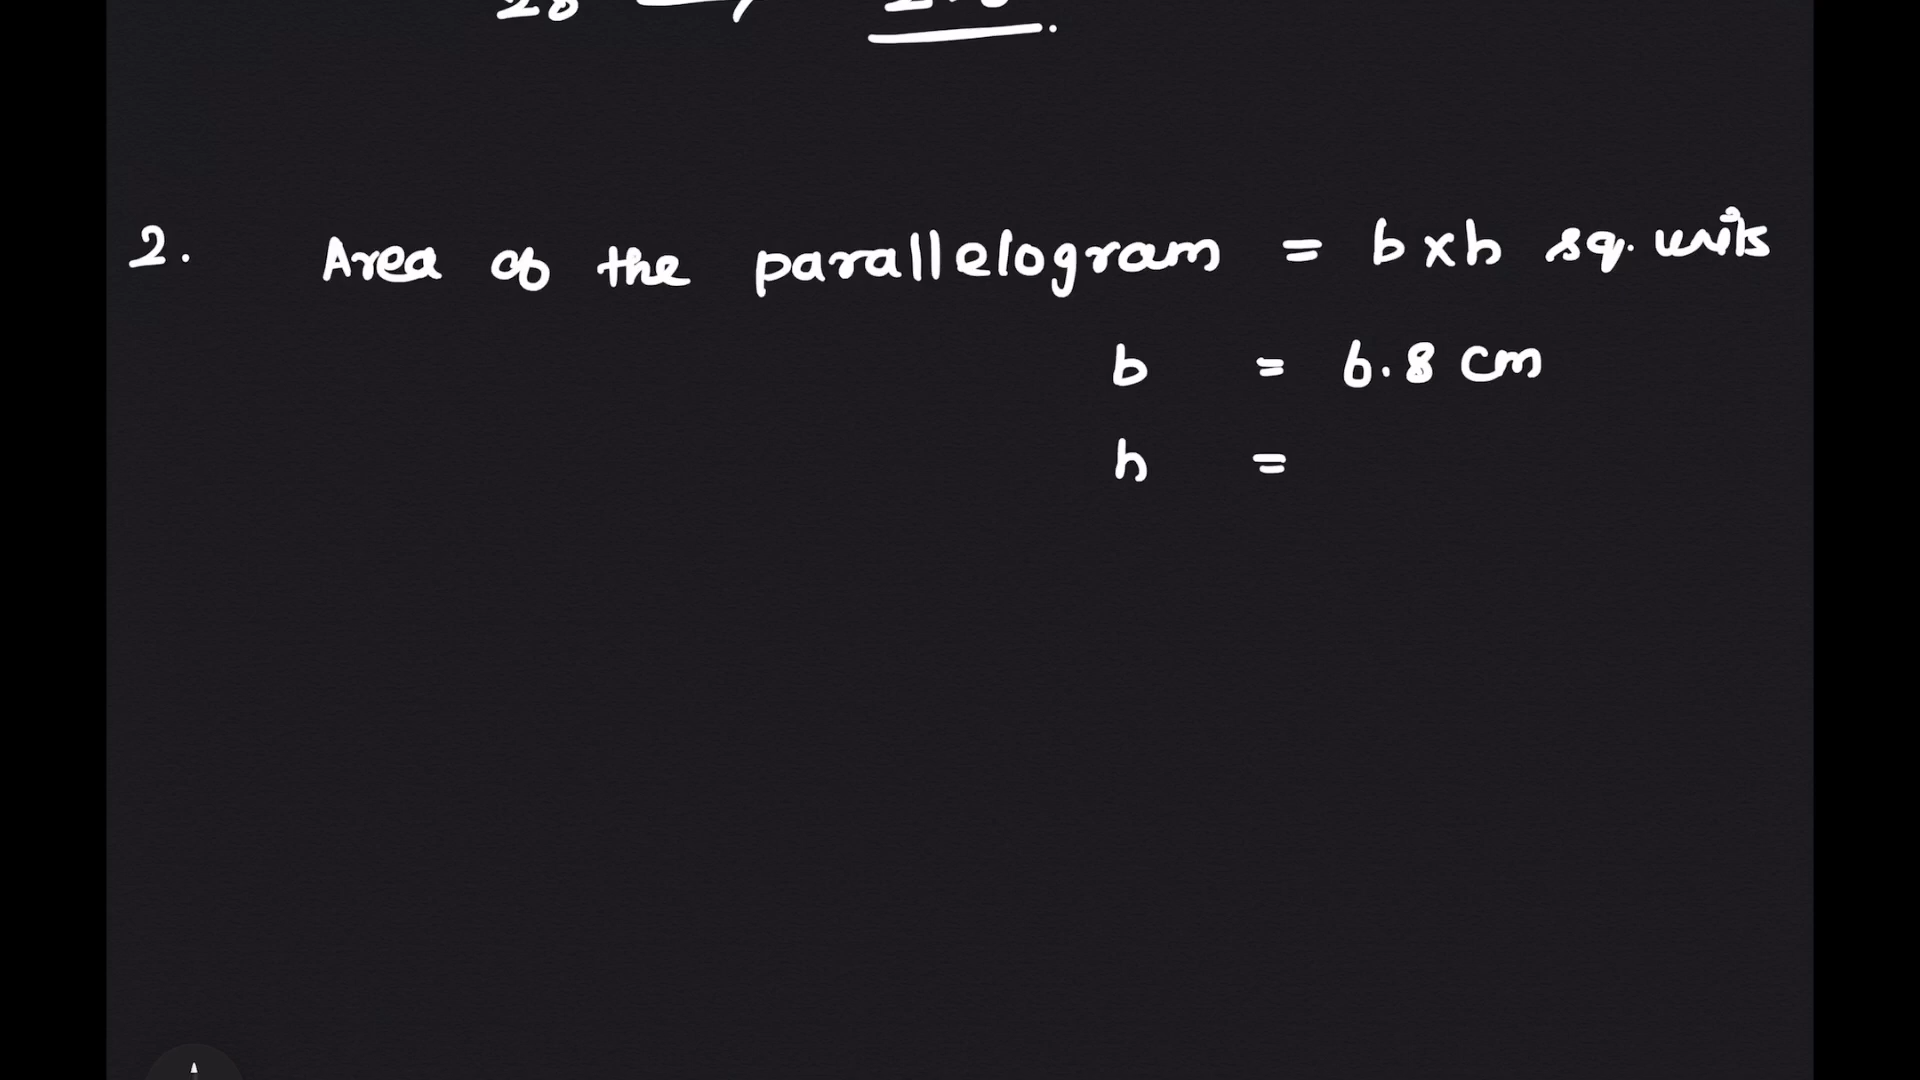 2. Area of the parallelogram = b x h sq. units
b = 6.8 cm
h =